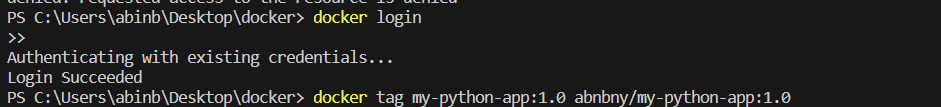 denied: requested access to the resource is denied
PS C:\Users\abinb\Desktop\docker> docker login
>>
Authenticating with existing credentials...
Login Succeeded
PS C:\Users\abinb\Desktop\docker> docker tag my-python-app:1.0 abnbny/my-python-app:1.0